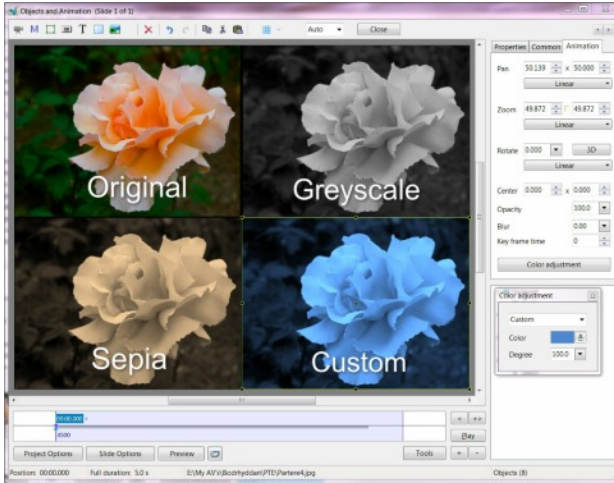 Objects and Animation (Slide 1 of 1)
M T Auto Close
Properties Common Animation
Pan 50.139 x 50.000
Linear
Zoom 49.872 49.872
Linear
Rotate 0.000 3D
Linear
Center 0.000 x 0.000
Opacity 100.0
Blur 0.00
Key frame time 0
Color adjustment
Original
Greyscale
Sepia
Custom
Color adjustment
Custom
Color
Degree 100.0
00:00.000
4500
< <>
Play
Project Options Slide Options Preview Tools + -
Position: 00:00.000 Full duration: 5.0 s Objects (8)